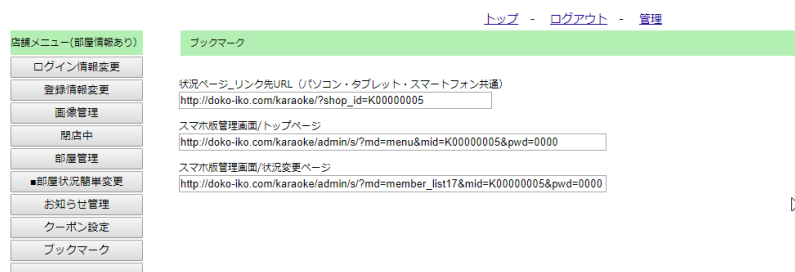 トップ - ログアウト - 管理
店舗メニュー(部屋情報あり)
ブックマーク
ログイン情報変更
登録情報変更
画像管理
閉店中
部屋管理
■部屋状況簡単変更
お知らせ管理
クーポン設定
ブックマーク
状況ページ_リンク先URL（パソコン・タブレット・スマートフォン共通）
http://doko-iko.com/karaoke/?shop_id=K00000005
スマホ版管理画面/トップページ
http://doko-iko.com/karaoke/admin/s/?md=menu&mid=K00000005&pwd=0000
スマホ版管理画面/状況変更ページ
http://doko-iko.com/karaoke/admin/s/?md=member_list17&mid=K00000005&pwd=0000